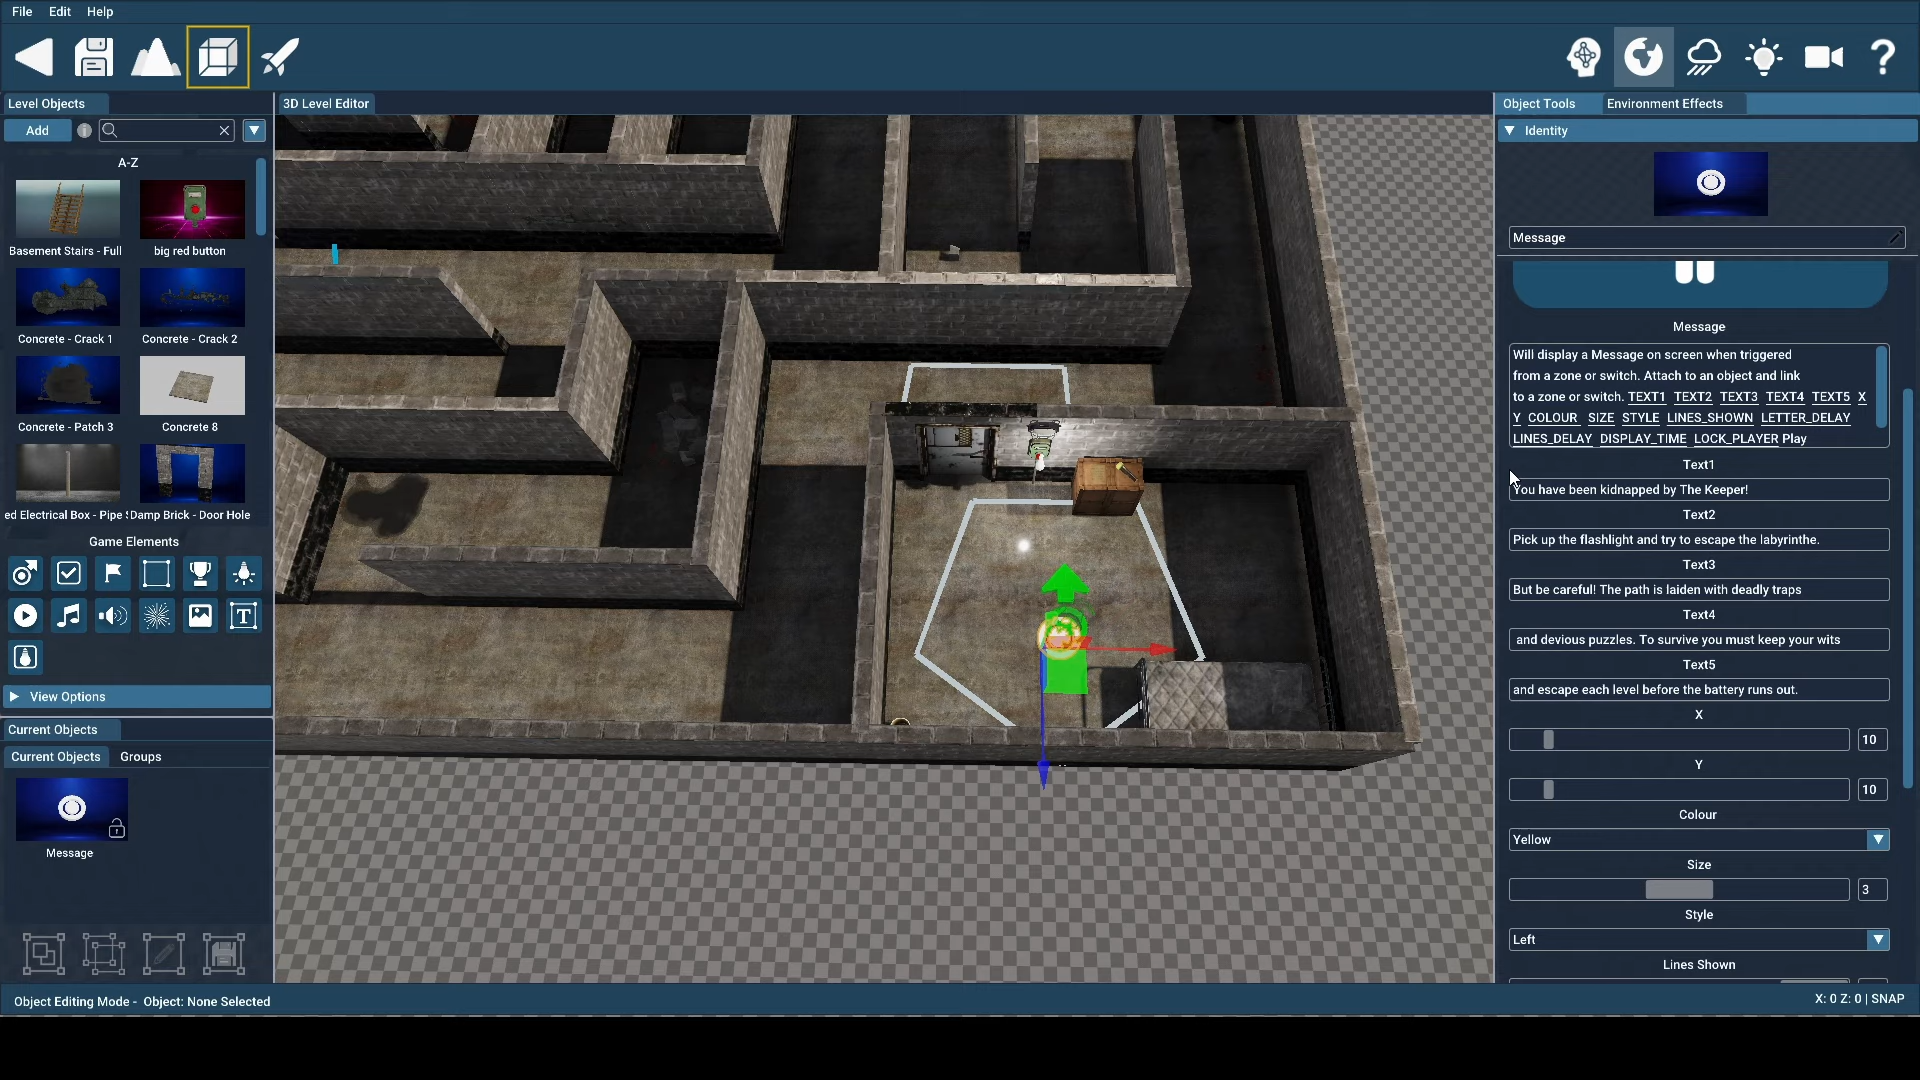 File Edit Help
Level Objects
Add
A-Z
Basement Stairs - Full
big red button
Concrete - Crack 1
Concrete - Crack 2
Concrete - Patch 3
Concrete 8
ed Electrical Box - Pipe
Damp Brick - Door Hole
Game Elements
View Options
Current Objects
Current Objects Groups
Message
3D Level Editor
Object Tools Environment Effects
Identity
Message
Message
Will display a Message on screen when triggered
from a zone or switch. Attach to an object and link
to a zone or switch. TEXT1 TEXT2 TEXT3 TEXT4 TEXT5 X
Y COLOUR SIZE STYLE LINES_SHOWN LETTER_DELAY
LINES_DELAY DISPLAY_TIME LOCK_PLAYER Play
Text1
You have been kidnapped by The Keeper!
Text2
Pick up the flashlight and try to escape the labyrinthe.
Text3
But be careful! The path is laiden with deadly traps
Text4
and devious puzzles. To survive you must keep your wits
Text5
and escape each level before the battery runs out.
X
10
Y
10
Colour
Yellow
Size
3
Style
Left
Lines Shown
Object Editing Mode - Object: None Selected
X: 0 Z: 0 | SNAP